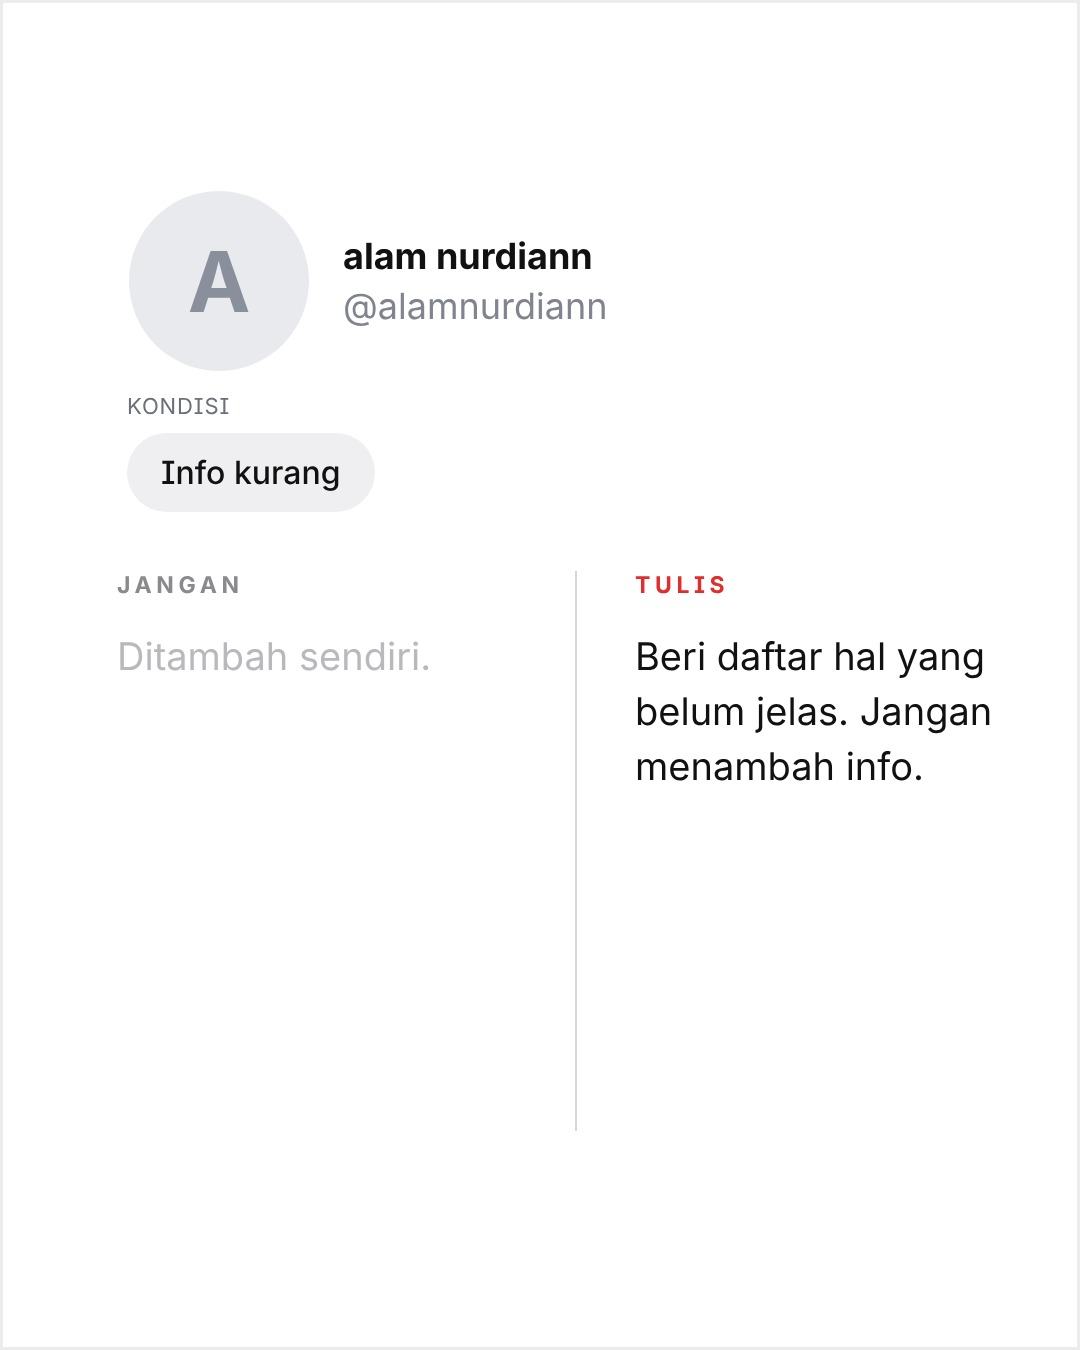 A
alam nurdiann
@alamnurdiann
KONDISI
Info kurang
JANGAN
Ditambah sendiri.
TULIS
Beri daftar hal yang
belum jelas. Jangan
menambah info.